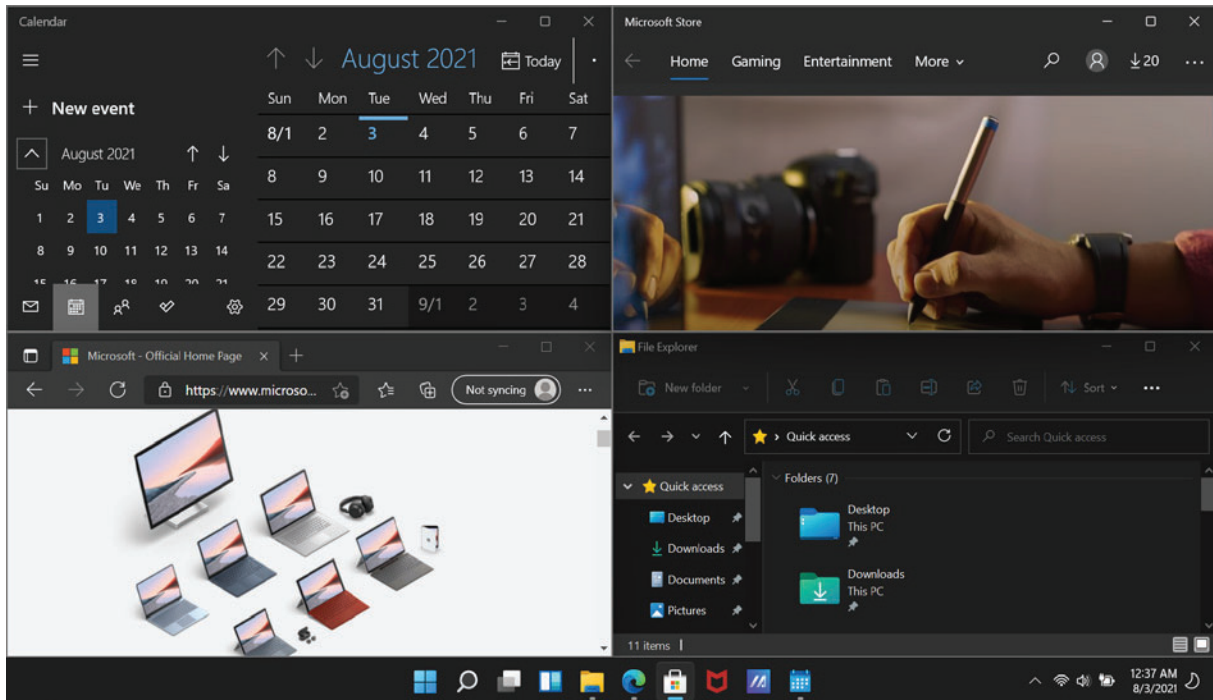 Calendar
August 2021
Today
New event
Sun Mon Tue Wed Thu Fri Sat
8/1 2 3 4 5 6 7
8 9 10 11 12 13 14
15 16 17 18 19 20 21
22 23 24 25 26 27 28
29 30 31 9/1 2 3 4
August 2021
Su Mo Tu We Th Fr Sa
1 2 3 4 5 6 7
8 9 10 11 12 13 14
Microsoft Store
Home Gaming Entertainment More
20
Microsoft - Official Home Page
https://www.microso...
Not syncing
File Explorer
New folder
Sort
Quick access
Search Quick access
Quick access
Desktop
Downloads
Documents
Pictures
Folders (7)
Desktop
This PC
Downloads
This PC
11 items
12:37 AM
8/3/2021